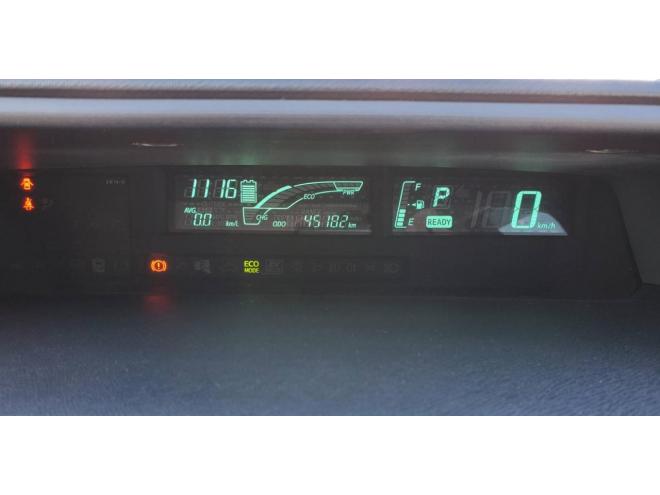 11:16
ECO
PWR
F
P
AVG
0.0 km/L
CHG
ODO 45182 km
E
READY
0 km/h
ECO
MODE